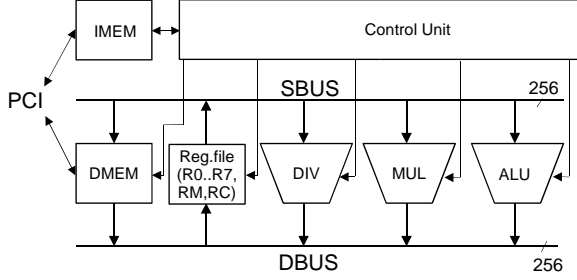 IMEM
Control Unit
PCI
SBUS
256
DMEM
Reg.file
(R0..R7,
RM,RC)
DIV
MUL
ALU
DBUS
256